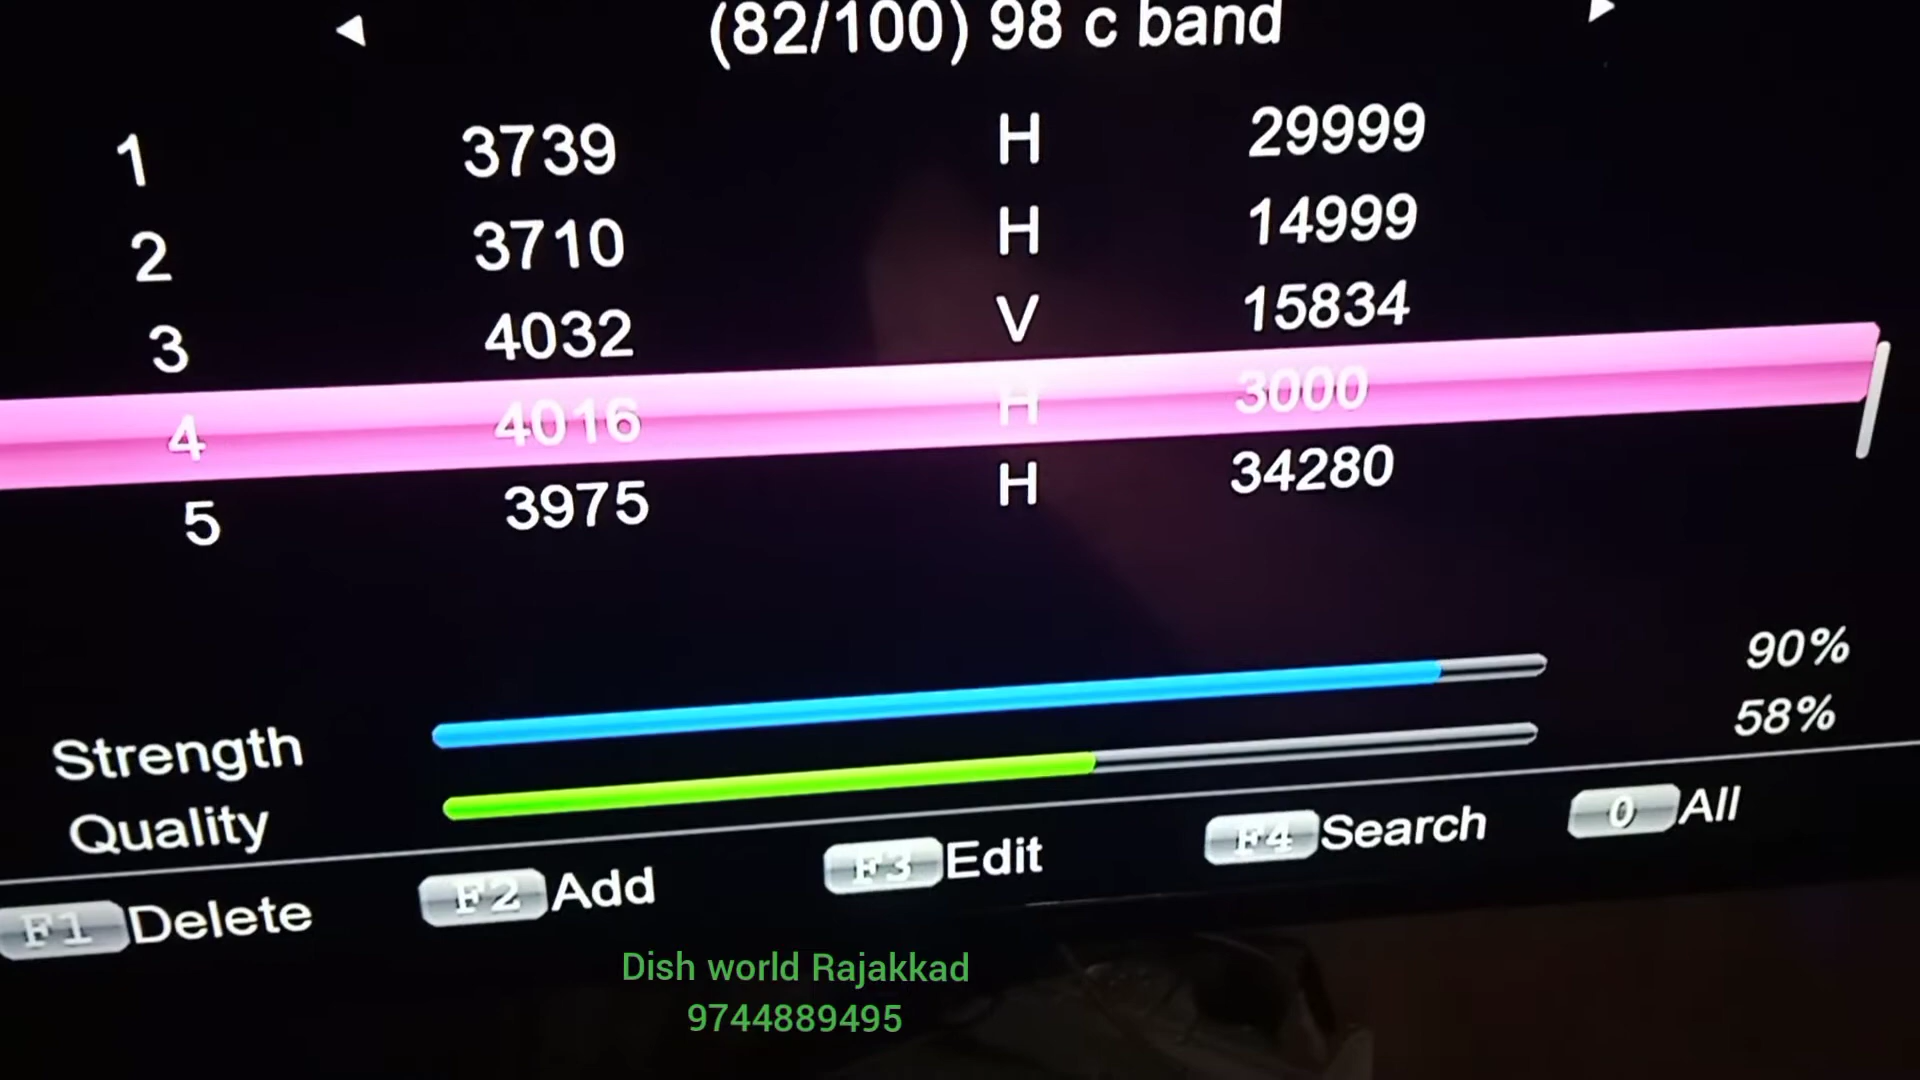 (82/100) 98 c band
1 3739 H 29999
2 3710 H 14999
3 4032 V 15834
4 4016 H 3000
5 3975 H 34280
Strength 90%
Quality 58%
F1 Delete F2 Add F3 Edit F4 Search 0 All
Dish world Rajakkad
9744889495